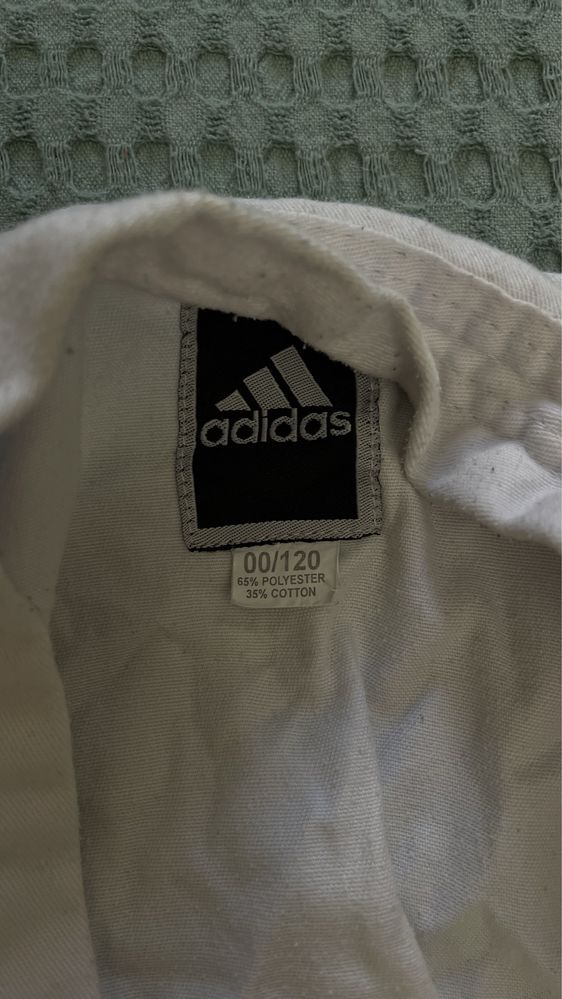 adidas
00/120
65% POLYESTER
35% COTTON